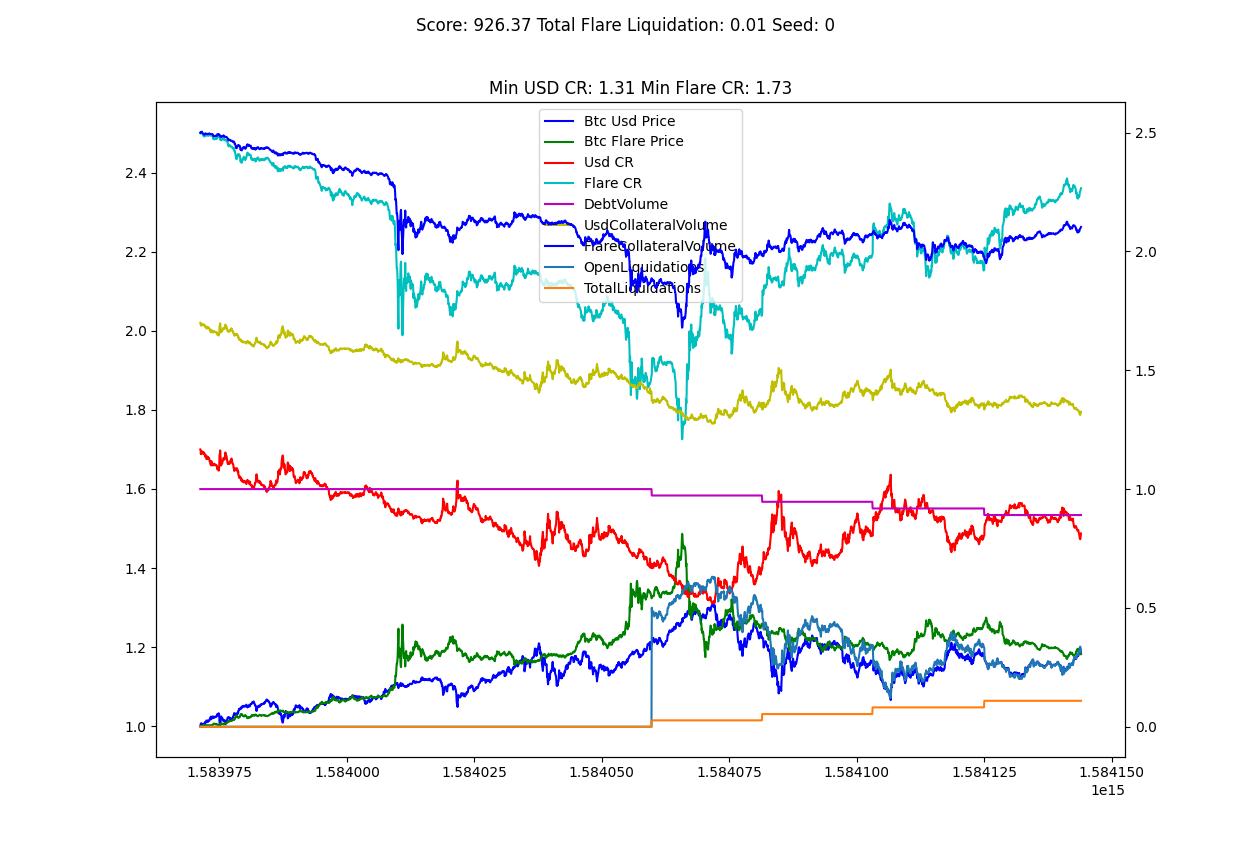 Score: 926.37 Total Flare Liquidation: 0.01 Seed: 0
Min USD CR: 1.31 Min Flare CR: 1.73
Btc Usd Price
Btc Flare Price
Usd CR
Flare CR
DebtVolume
UsdCollateralVolume
FlareCollateralVolume
OpenLiquidations
TotalLiquidations
2.4
2.2
2.0
1.8
1.6
1.4
1.2
1.0
2.5
2.0
1.5
1.0
0.5
0.0
1.583975
1.584000
1.584025
1.584050
1.584075
1.584100
1.584125
1.584150
1e15